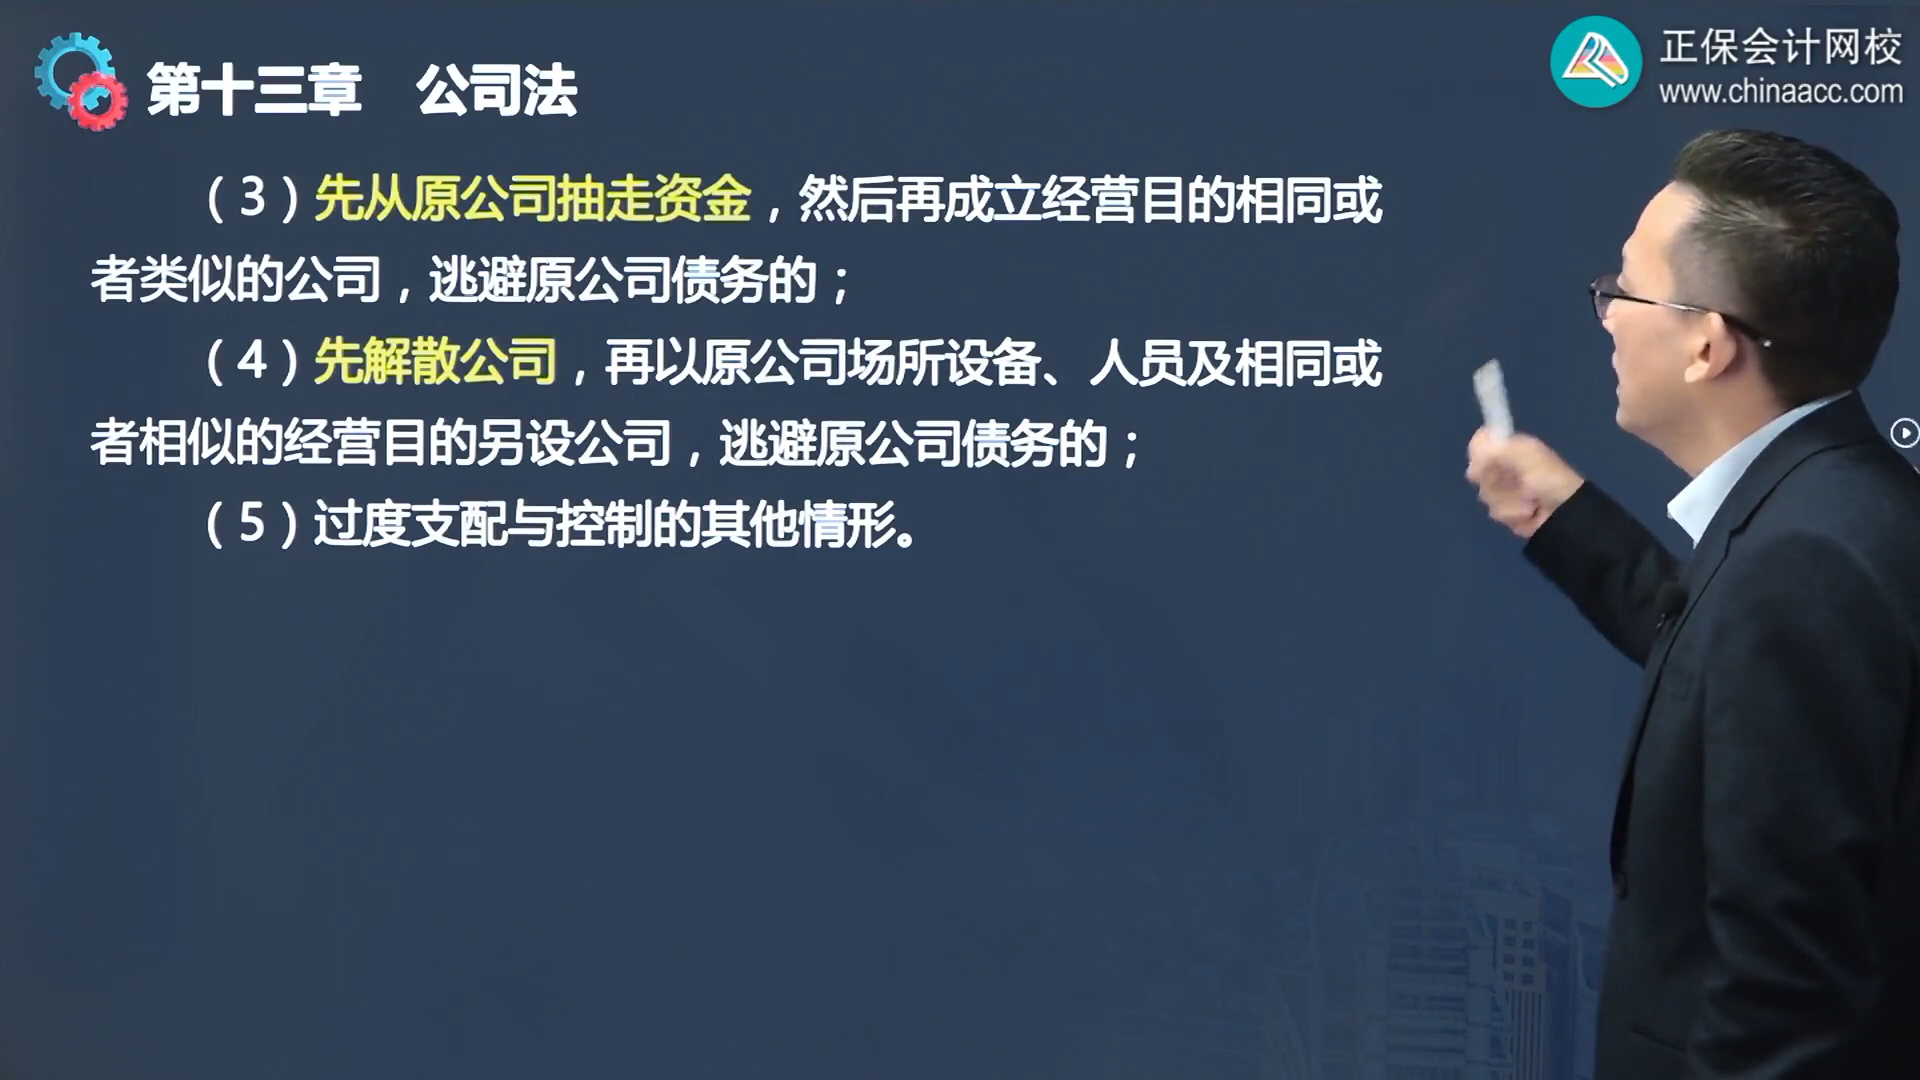 第十三章 公司法
正保会计网校
www.chinaacc.com
（3）先从原公司抽走资金，然后再成立经营目的相同或
者类似的公司，逃避原公司债务的；
（4）先解散公司，再以原公司场所设备、人员及相同或
者相似的经营目的另设公司，逃避原公司债务的；
（5）过度支配与控制的其他情形。